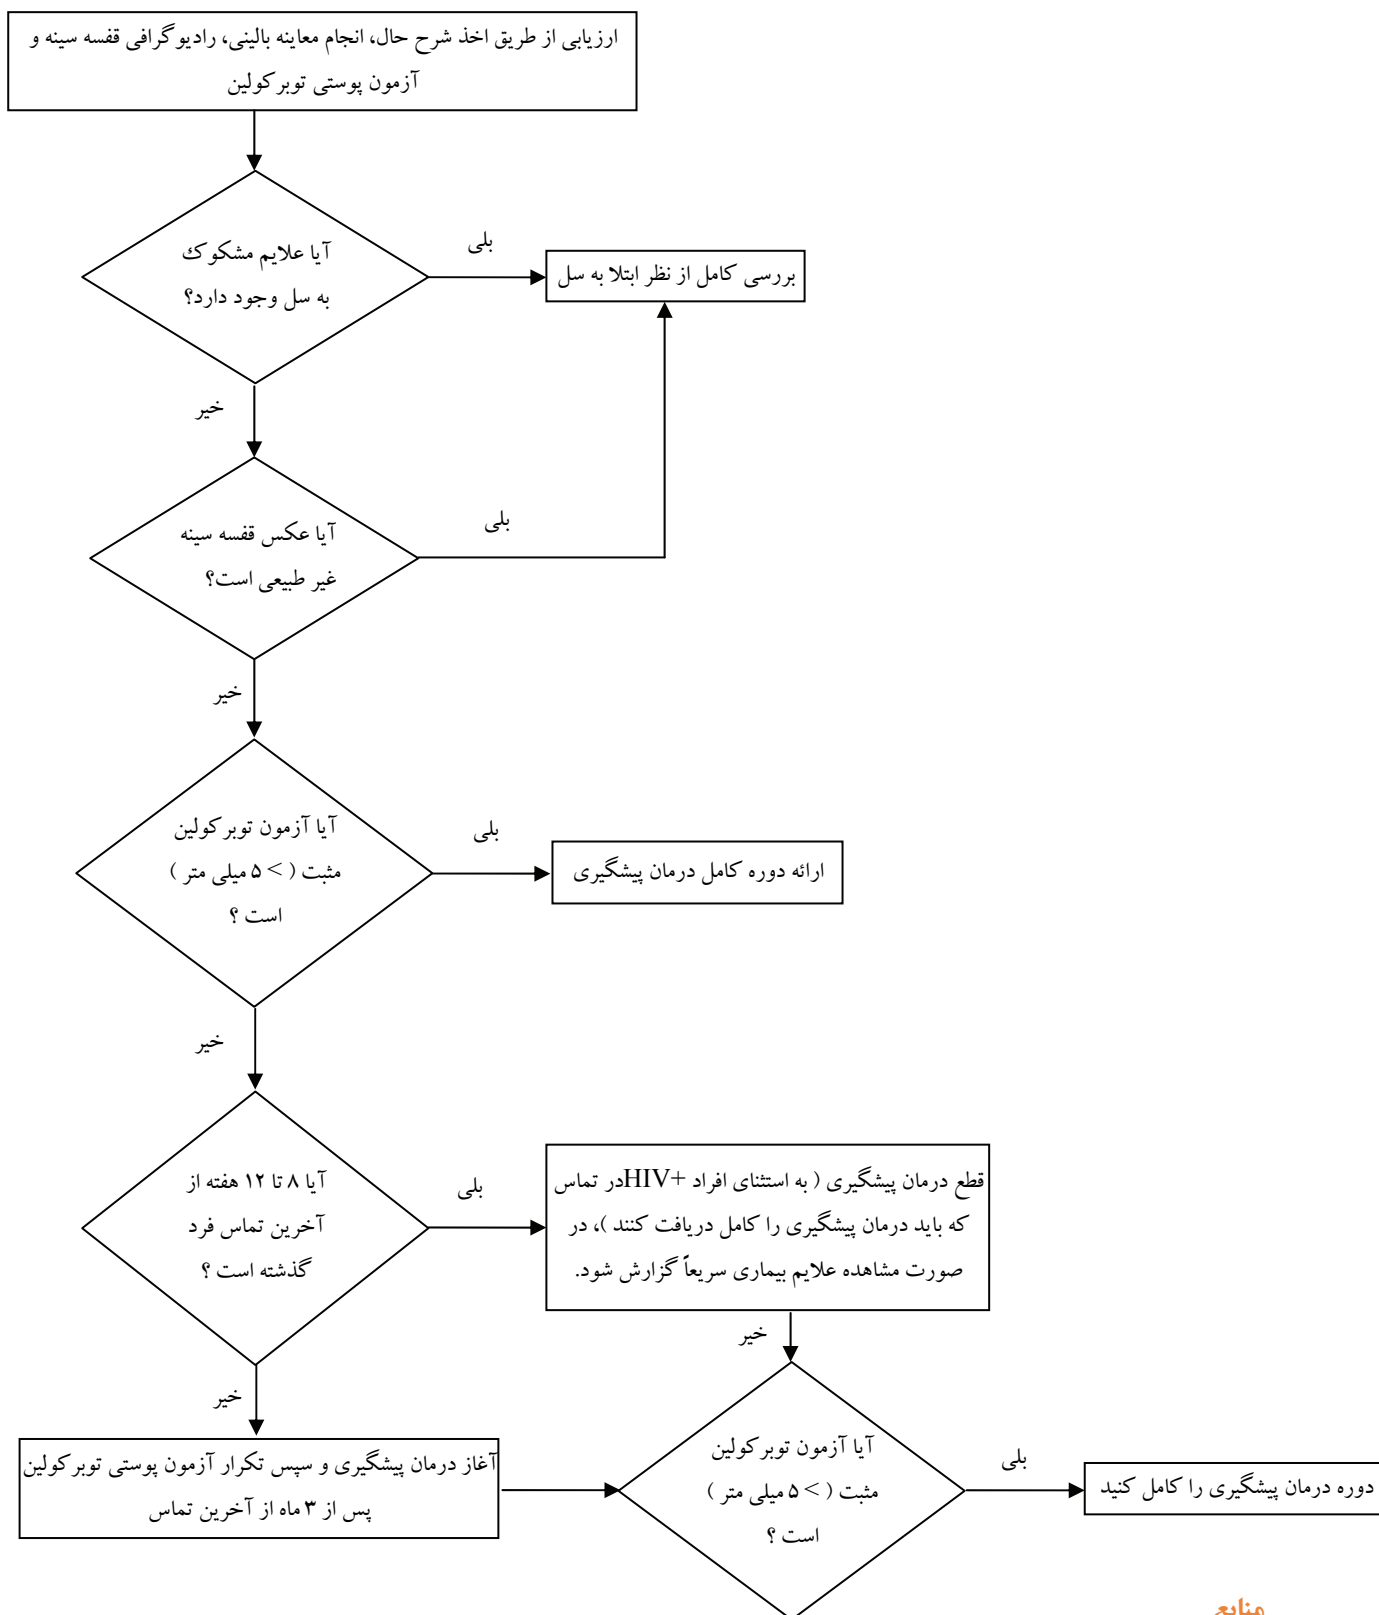 ارزیابی از طریق اخذ شرح حال، انجام معاینه بالینی، رادیوگرافی قفسه سینه و
آزمون پوستی توبرکولین
آیا علایم مشکوک
به سل وجود دارد؟
بلی
بررسی کامل از نظر ابتلا به سل
خیر
آیا عکس قفسه سینه
غیر طبیعی است؟
بلی
خیر
آیا آزمون توبرکولین
مثبت ( > ۵ میلی متر )
است ؟
بلی
ارائه دوره کامل درمان پیشگیری
خیر
آیا ۸ تا ۱۲ هفته از
آخرین تماس فرد
گذشته است ؟
بلی
قطع درمان پیشگیری ( به استثنای افراد +HIVدر تماس
که باید درمان پیشگیری را کامل دریافت کنند )، در
صورت مشاهده علایم بیماری سریعاً گزارش شود.
خیر
خیر
آغاز درمان پیشگیری و سپس تکرار آزمون پوستی توبرکولین
پس از ۳ ماه از آخرین تماس
آیا آزمون توبرکولین
مثبت ( > ۵ میلی متر )
است ؟
بلی
دوره درمان پیشگیری را کامل کنید
منابع